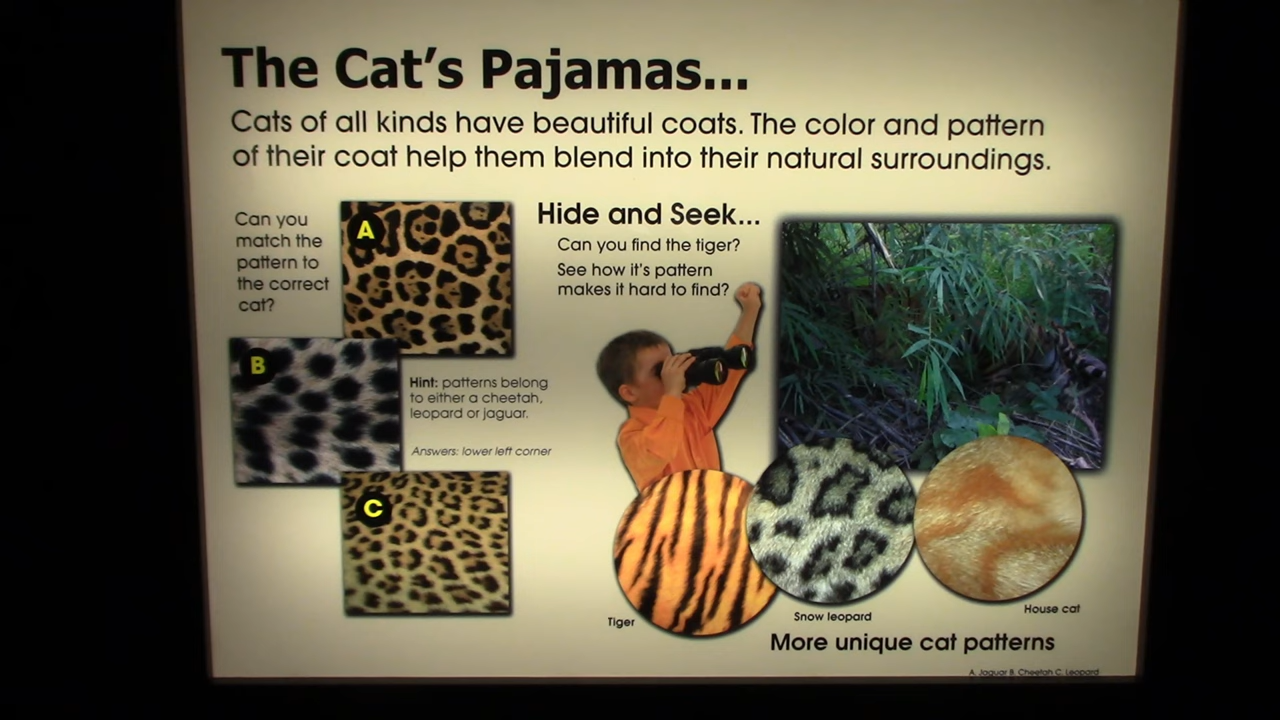 The Cat's Pajamas...
Cats of all kinds have beautiful coats. The color and pattern
of their coat help them blend into their natural surroundings.
Can you
match the
pattern to
the correct
cat?
A
B
C
Hint: patterns belong
to either a cheetah,
leopard or jaguar.
Answers: lower left corner
Hide and Seek...
Can you find the tiger?
See how it's pattern
makes it hard to find?
Tiger
Snow leopard
House cat
More unique cat patterns
A. Jaguar B. Cheetah C. Leopard